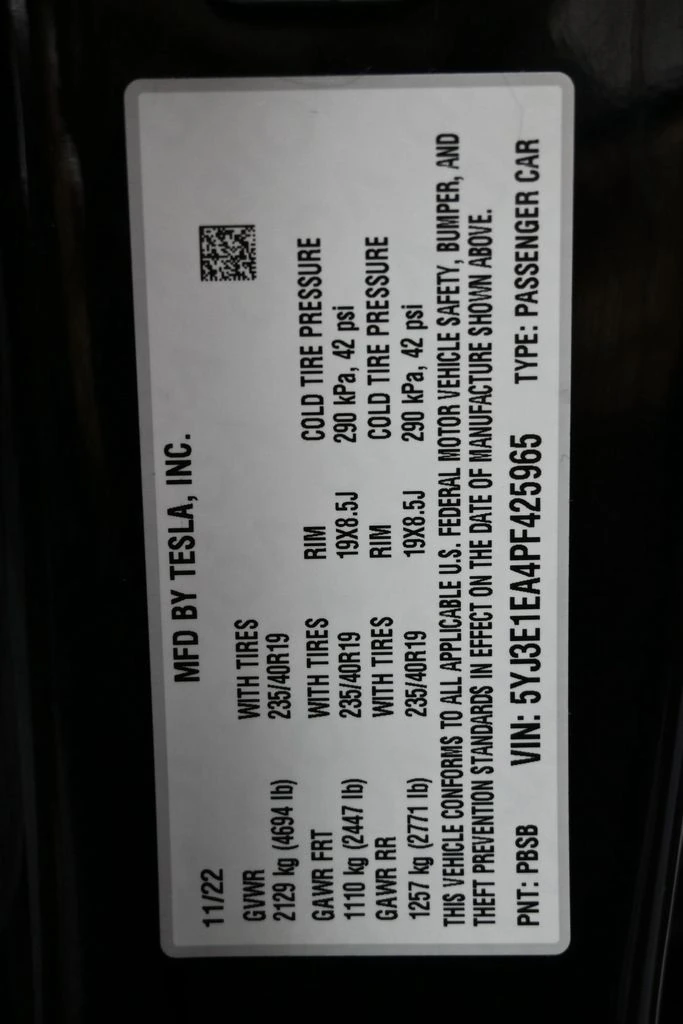 MFD BY TESLA, INC.
11/22
GVWR WITH TIRES
2129 kg (4694 lb) 235/40R19
GAWR FRT WITH TIRES RIM COLD TIRE PRESSURE
1110 kg (2447 lb) 235/40R19 19X8.5J 290 kPa, 42 psi
GAWR RR WITH TIRES RIM COLD TIRE PRESSURE
1257 kg (2771 lb) 235/40R19 19X8.5J 290 kPa, 42 psi
THIS VEHICLE CONFORMS TO ALL APPLICABLE U.S. FEDERAL MOTOR VEHICLE SAFETY, BUMPER, AND
THEFT PREVENTION STANDARDS IN EFFECT ON THE DATE OF MANUFACTURE SHOWN ABOVE.
PNT: PBSB VIN: 5YJ3E1EA4PF425965 TYPE: PASSENGER CAR